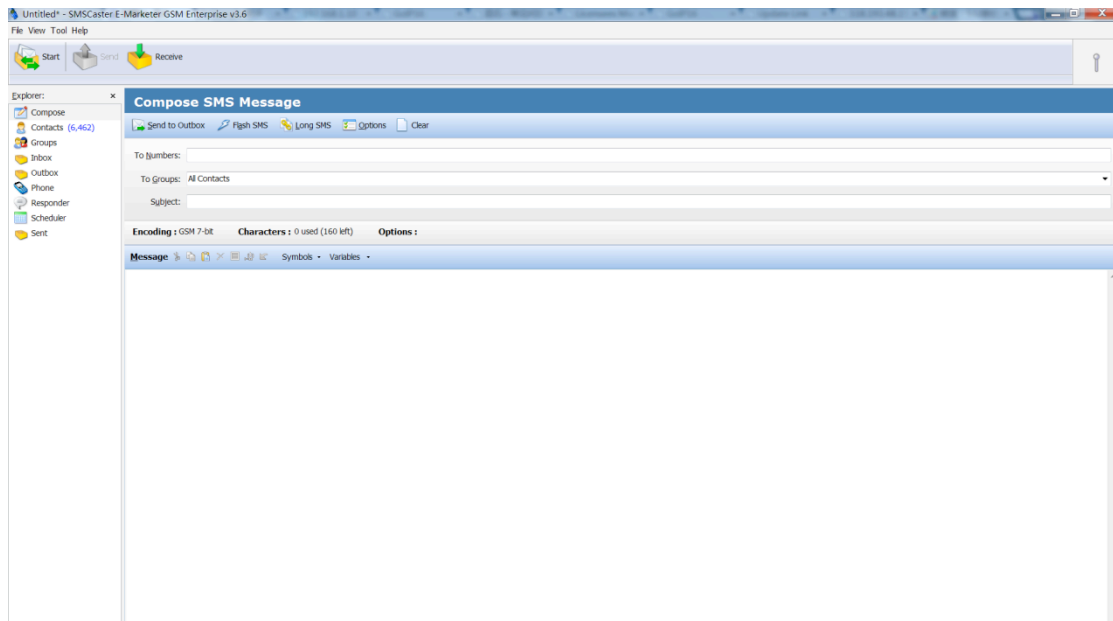 Untitled* - SMSCaster E-Marketer GSM Enterprise v3.6
File View Tool Help
Start Send Receive
Explorer: x
Compose
Contacts (6,462)
Groups
Inbox
Outbox
Phone
Responder
Scheduler
Sent
Compose SMS Message
Send to Outbox Flash SMS Long SMS Options Clear
To Numbers:
To Groups: All Contacts
Subject:
Encoding : GSM 7-bit Characters : 0 used (160 left) Options :
Message Symbols Variables